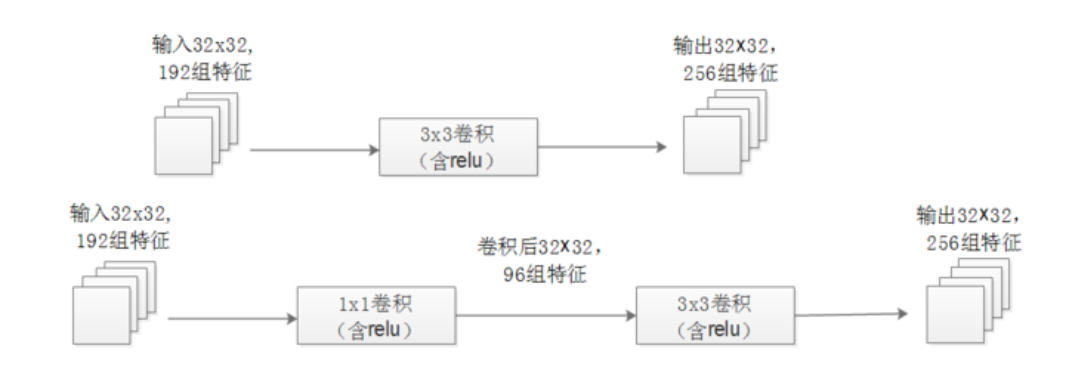 输入32x32,
192组特征
输出32X32，
256组特征
3x3卷积
（含relu）
输入32x32,
192组特征
卷积后32X32，
96组特征
输出32X32，
256组特征
1x1卷积
（含relu）
3x3卷积
（含relu）